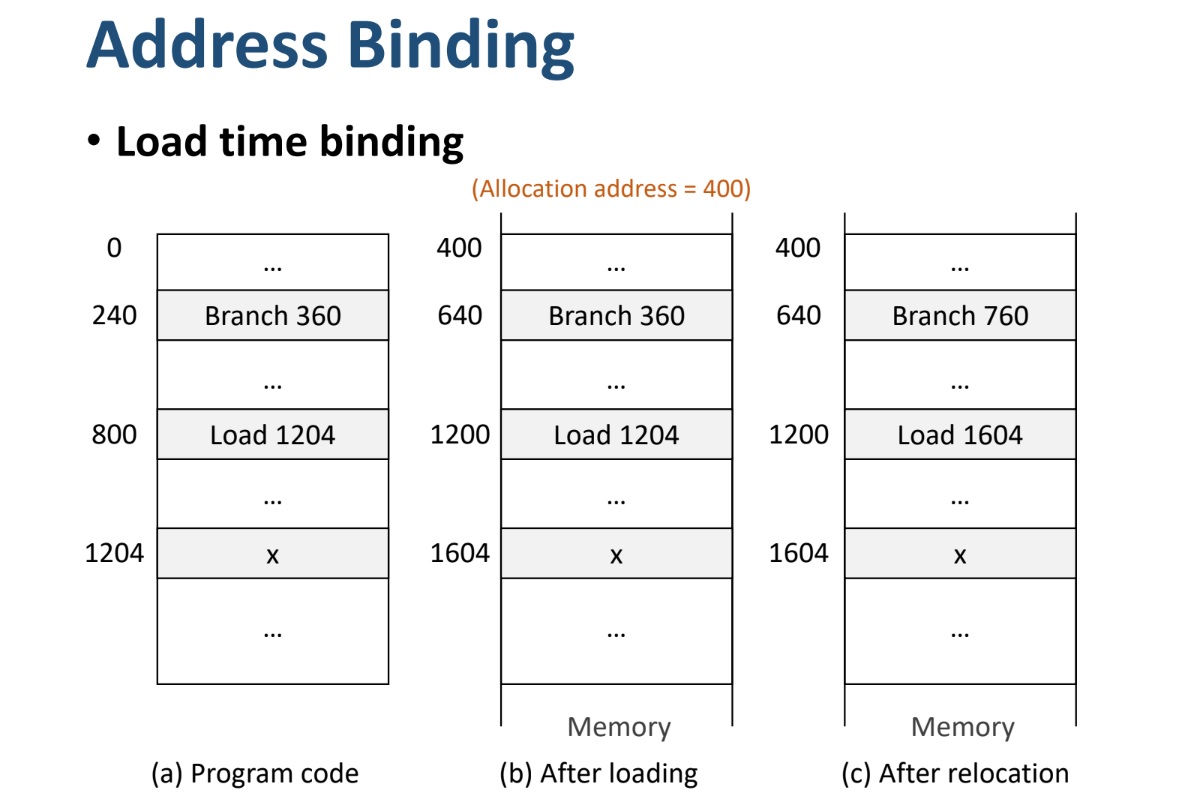 Address Binding
• Load time binding
(Allocation address = 400)
0 ... 400 ... 400 ...
240 Branch 360 640 Branch 360 640 Branch 760
... ... ...
800 Load 1204 1200 Load 1204 1200 Load 1604
... ... ...
1204 x 1604 x 1604 x
... ... ...
Memory Memory
(a) Program code (b) After loading (c) After relocation